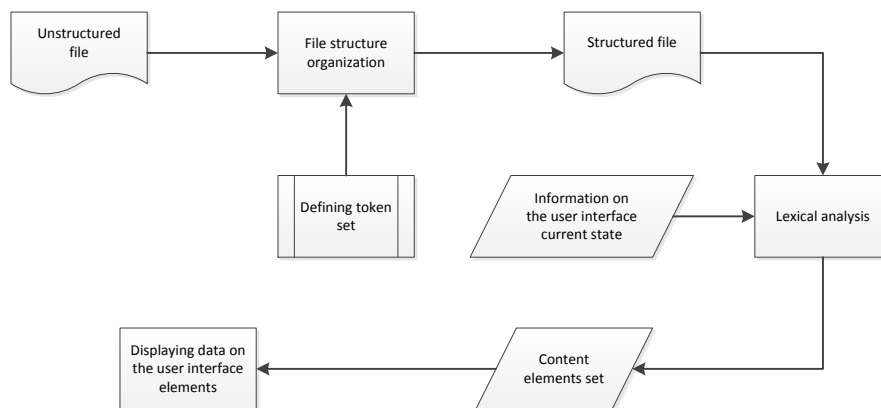 Unstructured
file
File structure
organization
Structured file
Defining token
set
Information on
the user interface
current state
Lexical analysis
Displaying data on
the user interface
elements
Content
elements set